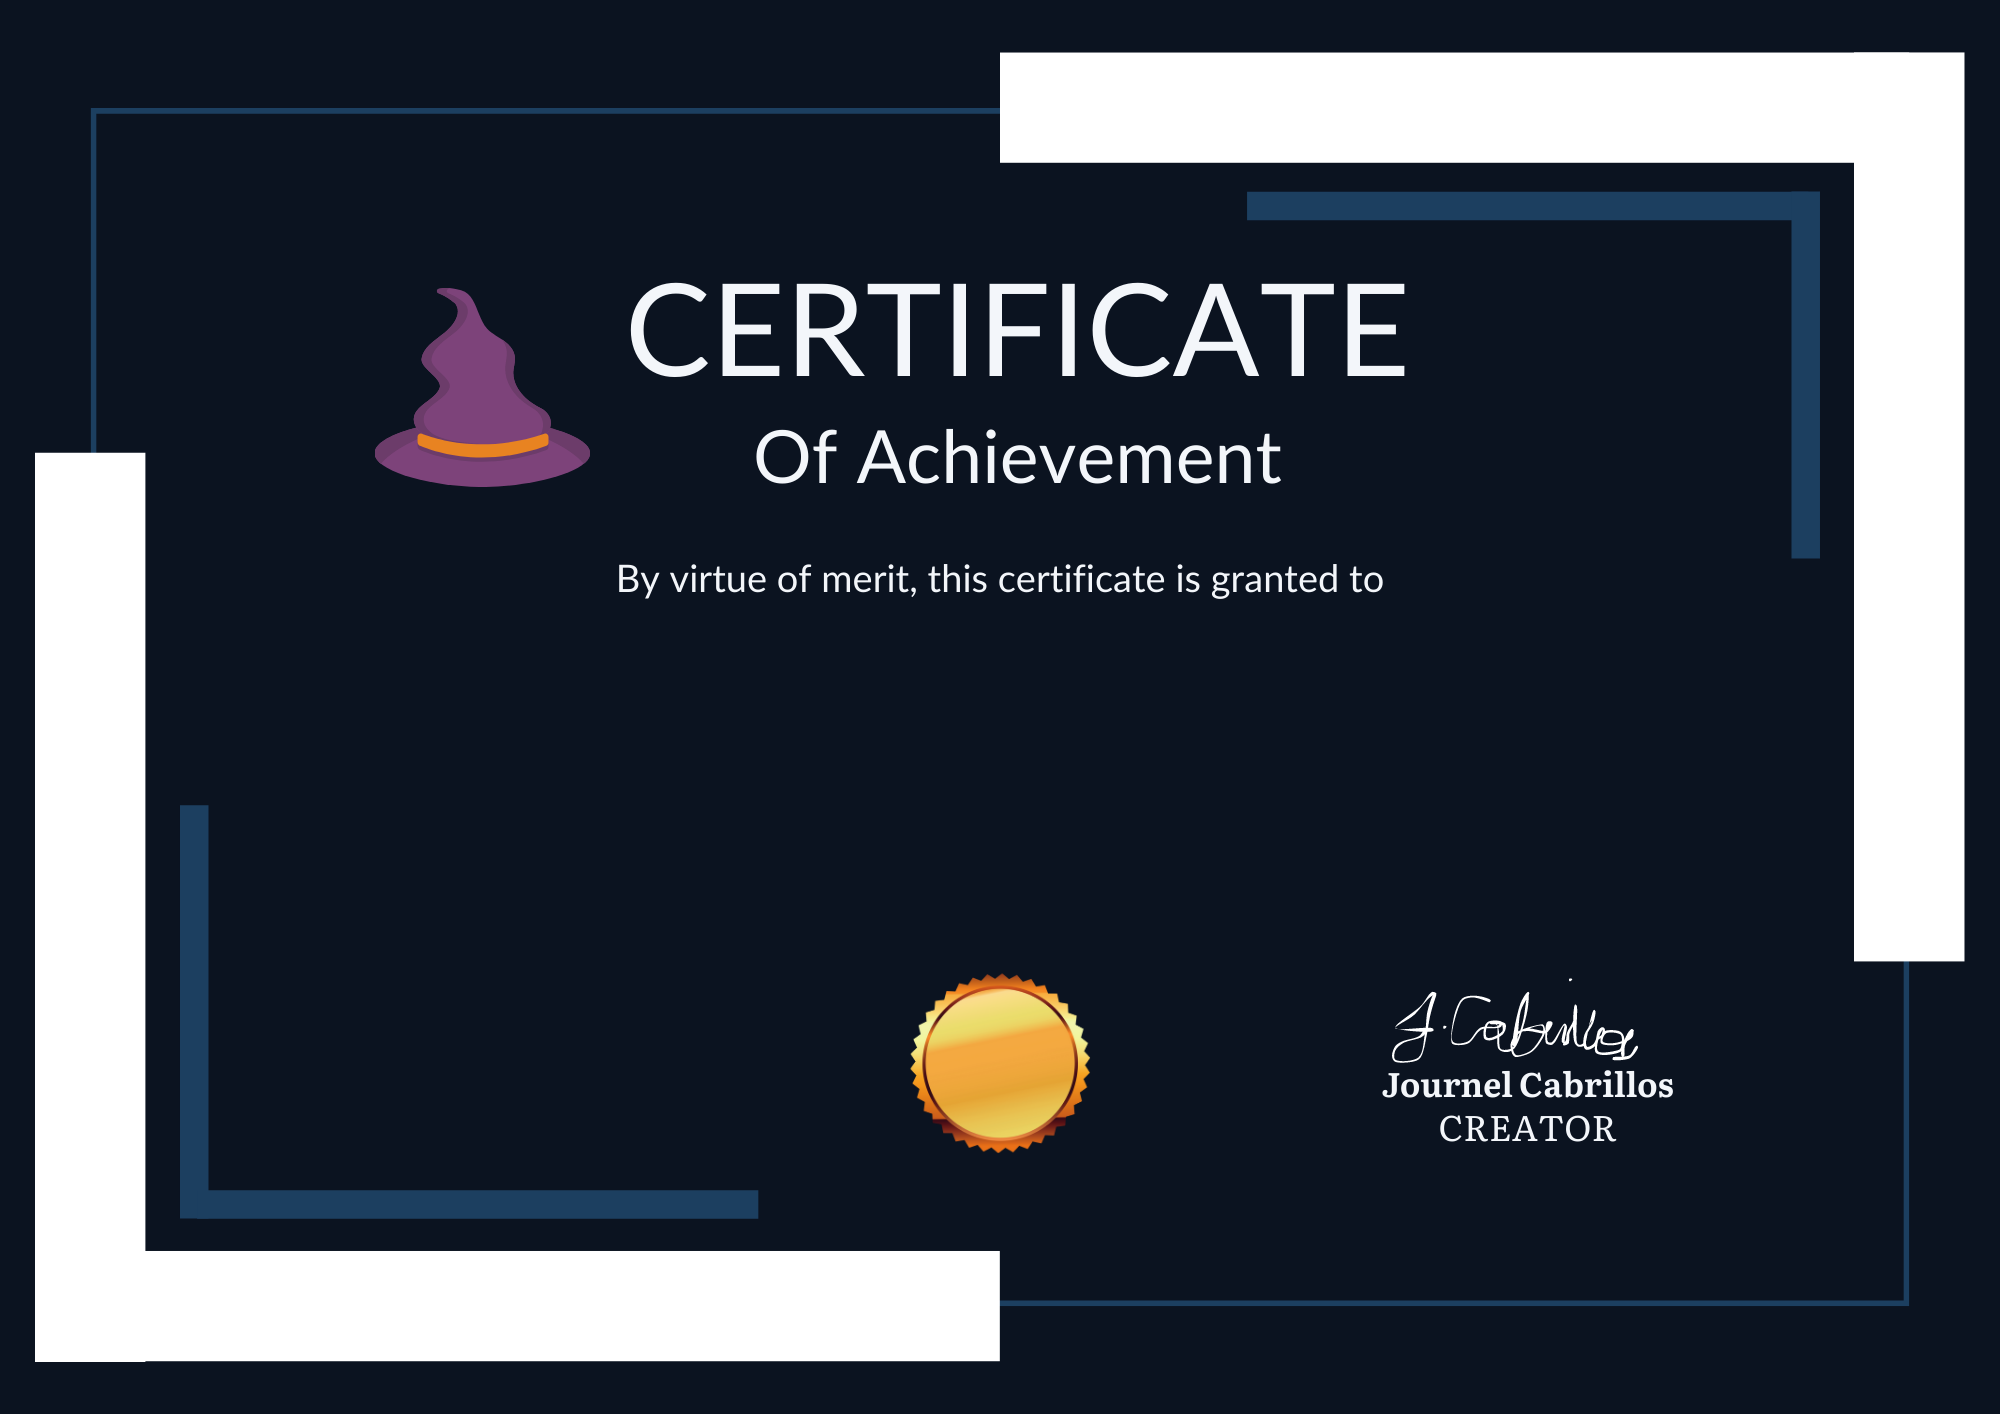 CERTIFICATE
Of Achievement
By virtue of merit, this certificate is granted to
J. Cabrillos
Journel Cabrillos
CREATOR